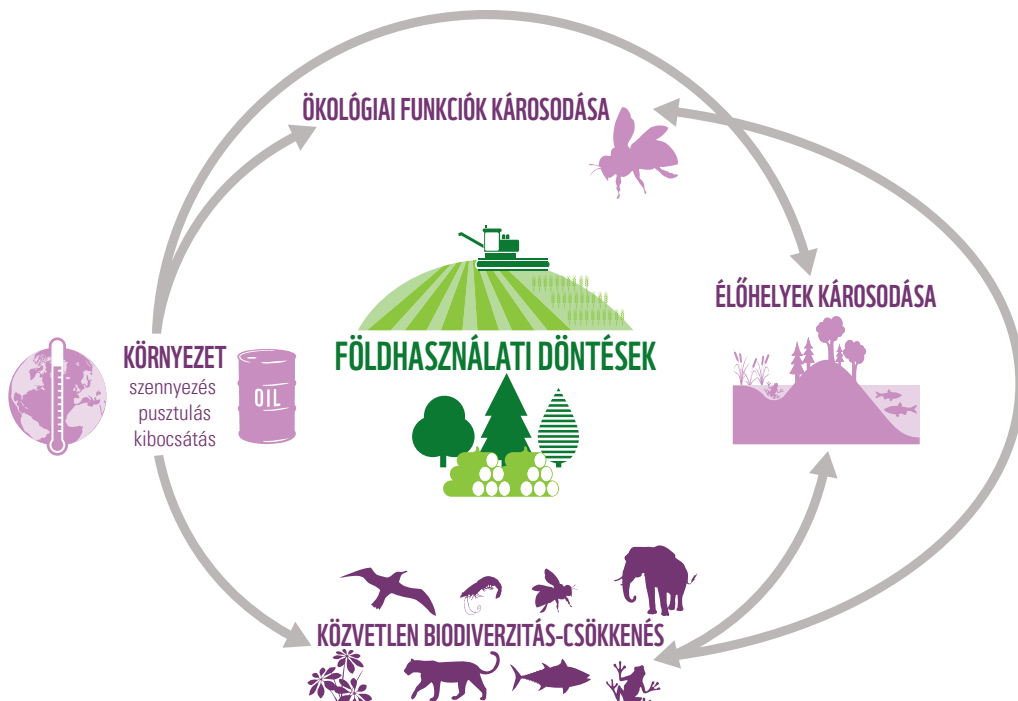 ÖKOLÓGIAI FUNKCIÓK KÁROSODÁSA
ÉLŐHELYEK KÁROSODÁSA
FÖLDHASZNÁLATI DÖNTÉSEK
KÖRNYEZET
szennyezés
pusztulás
kibocsátás
OIL
KÖZVETLEN BIODIVERZITÁS-CSÖKKENÉS